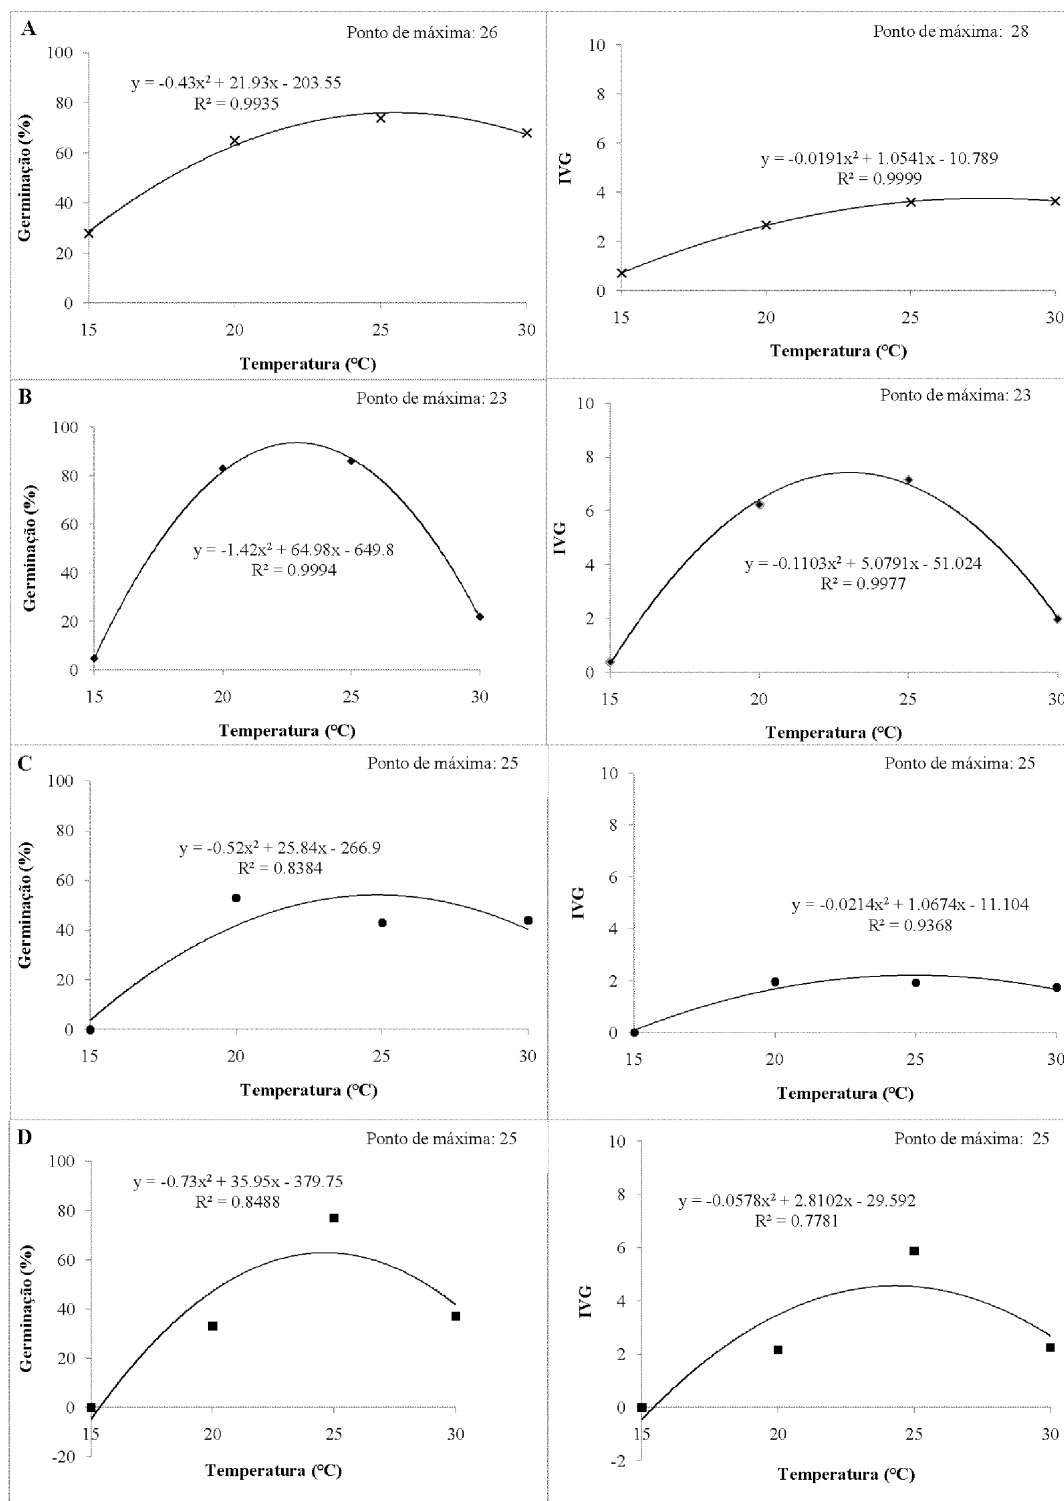 A
Ponto de máxima: 26
y = -0.43x² + 21.93x - 203.55
R² = 0.9935
Germinação (%)
100
80
60
40
20
0
15 20 25 30
Temperatura (°C)
Ponto de máxima: 28
y = -0.0191x² + 1.0541x - 10.789
R² = 0.9999
IVG
10
8
6
4
2
0
15 20 25 30
Temperatura (°C)
B
Ponto de máxima: 23
y = -1.42x² + 64.98x - 649.8
R² = 0.9994
Germinação (%)
100
80
60
40
20
0
15 20 25 30
Temperatura (°C)
Ponto de máxima: 23
y = -0.1103x² + 5.0791x - 51.024
R² = 0.9977
IVG
10
8
6
4
2
0
15 20 25 30
Temperatura (°C)
C
Ponto de máxima: 25
y = -0.52x² + 25.84x - 266.9
R² = 0.8384
Germinação (%)
100
80
60
40
20
0
15 20 25 30
Temperatura (°C)
Ponto de máxima: 25
y = -0.0214x² + 1.0674x - 11.104
R² = 0.9368
IVG
10
8
6
4
2
0
15 20 25 30
Temperatura (°C)
D
Ponto de máxima: 25
y = -0.73x² + 35.95x - 379.75
R² = 0.8488
Germinação (%)
100
80
60
40
20
0
-20
15 20 25 30
Temperatura (°C)
Ponto de máxima: 25
y = -0.0578x² + 2.8102x - 29.592
R² = 0.7781
IVG
10
8
6
4
2
0
-2
15 20 25 30
Temperatura (°C)